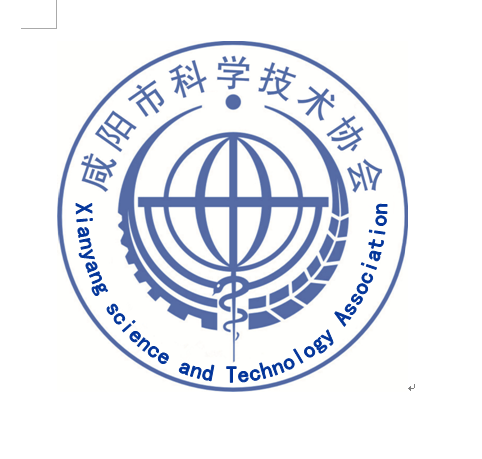 咸阳市科学技术协会
Xianyang science and Technology Association